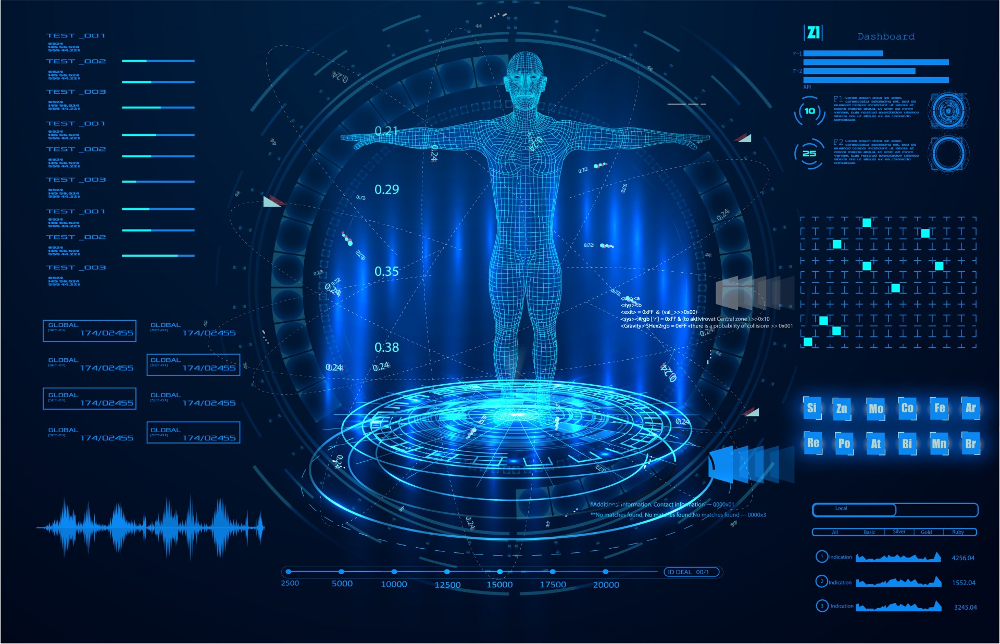 TEST _001
6524
145 56.524
555 44.221
TEST _002
6524
145 56.524
555 44.221
TEST _003
6524
145 56.524
555 44.221
TEST _001
6524
145 56.524
555 44.221
TEST _002
6524
145 56.524
555 44.221
TEST _003
6524
145 56.524
555 44.221
TEST _001
6524
145 56.524
555 44.221
TEST _002
6524
145 56.524
555 44.221
TEST _003
6524
145 56.524
555 44.221
GLOBAL
[SET-01]
174/02455
GLOBAL
[SET-01]
174/02455
GLOBAL
[SET-01]
174/02455
GLOBAL
[SET-01]
174/02455
GLOBAL
[SET-01]
174/02455
GLOBAL
[SET-01]
174/02455
GLOBAL
[SET-01]
174/02455
GLOBAL
[SET-01]
174/02455
44
0.24
44
0.21
0.24
0.72
0.24
44
44
0.72
0.29
0.72
0.72
44
0.24
0.72
0.72
44
0.35
0.72
0.72
0.24
0.72
<a
<sys><b
<exit> = 0xFF & (val_>>>0x00)
<sys><#rgb ['r'] = 0xFF & (to aktivirovat Central zone ) >>0x10
<Gravity> $Hex2rgb = 0xFF «there is a probability of collision» >> 0x001
44
0.24
0.38
44
44
0.24
0.24
0.24
0.24
0.24
0.72
*Additional information. Contact information --- 0000x01
**No matches found, No matches found,No matches found --- 0000x3
44
0.24
44
44
2500
5000
10000
12500
15000
17500
20000
ID DEAL 00/1
Z1
Dashboard
F-1
F-2
RPI
10
F1 Lorem ipsum dolor sit amet,
consectetur adipiscing elit, sed do
eiusmod tempor incididunt ut labore et
dolore magna aliqua. Ut enim ad minim
veniam, quis nostrud exercitation ullamco
laboris nisi ut aliquip ex ea commodo
consequat
25
F2 Lorem ipsum dolor sit amet,
consectetur adipiscing elit, sed do
eiusmod tempor incididunt ut labore et
dolore magna aliqua. Ut enim ad minim
veniam, quis nostrud exercitation ullamco
laboris nisi ut aliquip ex ea commodo
consequat
Si Zn Mo Co Fe Ar
Re Po At Bi Mn Br
Local
All Basic Silver Gold Ruby
1 Indication 4256.04
2 Indication 1552.04
3 Indication 3245.04